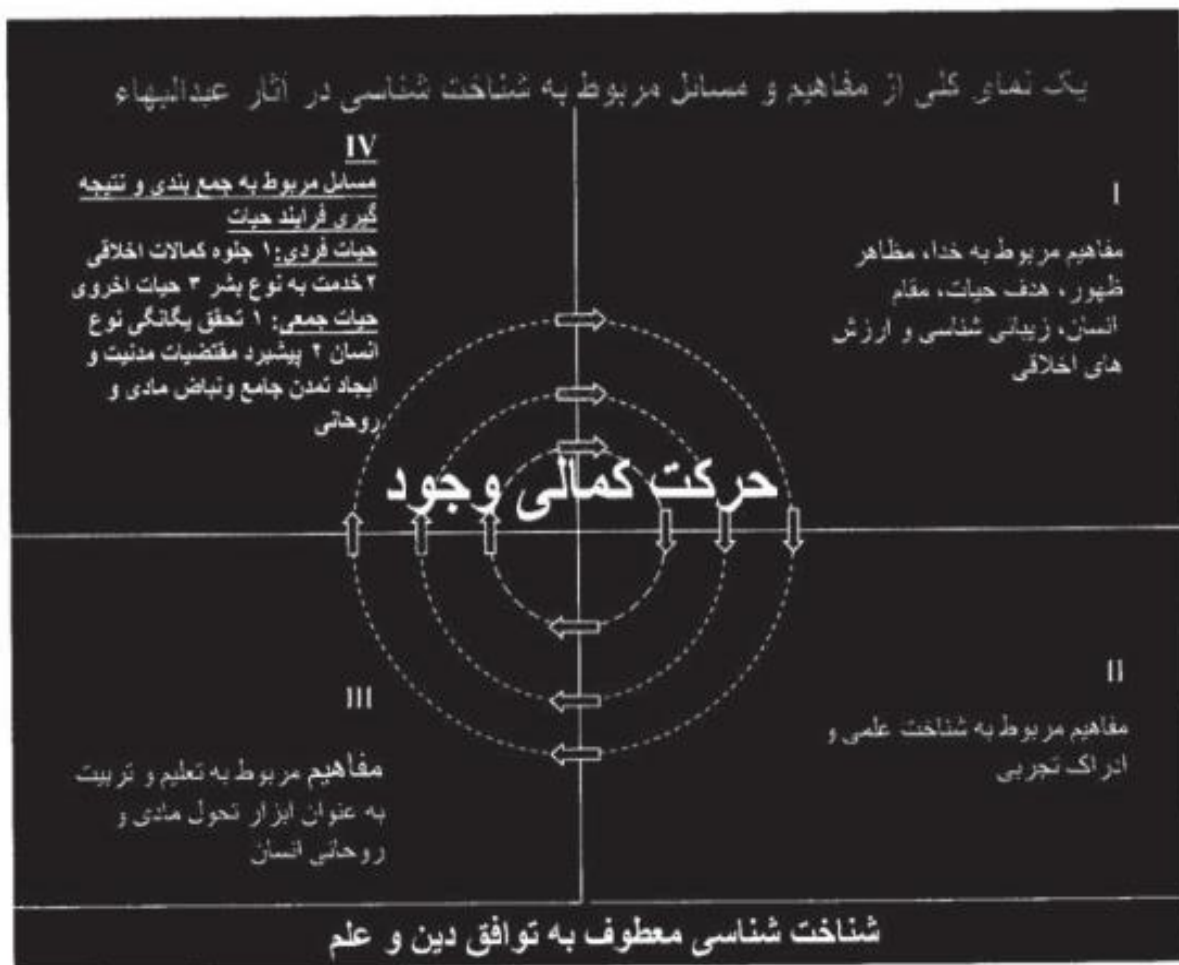 یک نمای کلی از مفاهیم و مسایل مربوط به شناخت شناسی در آثار عبدالبهاء
I
مفاهیم مربوط به خدا، مظاهر
ظهور، هدف حیات، مقام
انسان، زیبائی شناسی و ارزش
های اخلاقی
IV
مسایل مربوط به جمع بندی و نتیجه
گیری فرایند حیات
حیات فردی: ۱ جلوه کمالات اخلاقی
۲خدمت به نوع بشر ۳ حیات اخروی
حیات جمعی: ۱ تحقق یگانگی نوع
انسان ۲ پیشبرد مقتضیات مدنیت و
ایجاد تمدن جامع ونباض مادی و
روحانی
حرکت کمالی وجود
II
مفاهیم مربوط به شناخت علمی و
ادراک تجربی
III
مفاهیم مربوط به تعلیم و تربیت
به عنوان ابزار تحول مادی و
روحانی انسان
شناخت شناسی معطوف به توافق دین و علم